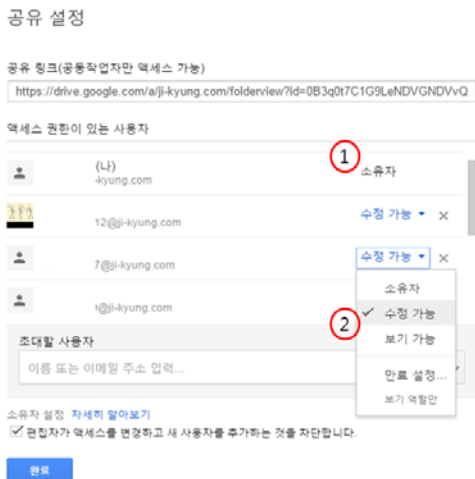 공유 설정
공유 링크(공동작업자만 액세스 가능)
https://drive.google.com/a/ji-kyung.com/folderview?id=0B3q0t7C1G9LeNDVGNDVvQ
액세스 권한이 있는 사용자
1
(나) 소유자
-kyung.com
12@ji-kyung.com 수정 가능
7@ji-kyung.com 수정 가능
소유자
@ji-kyung.com
2
수정 가능
보기 가능
초대할 사용자
이름 또는 이메일 주소 입력...
만료 설정...
보기 역할만
소유자 설정 자세히 알아보기
편집자가 액세스를 변경하고 새 사용자를 추가하는 것을 차단합니다.
완료